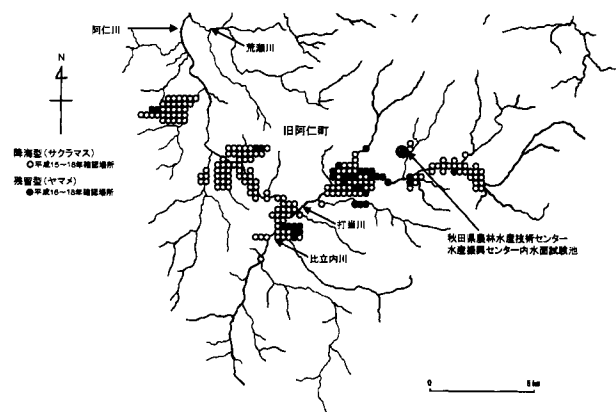 阿仁川
荒瀬川
N
旧阿仁町
降海型(サクラマス)
○平成15~18年確認場所
残留型(ヤマメ)
●平成16~18年確認場所
打当川
秋田県農林水産技術センター
水産振興センター内水面試験池
比立内川
0 5 km